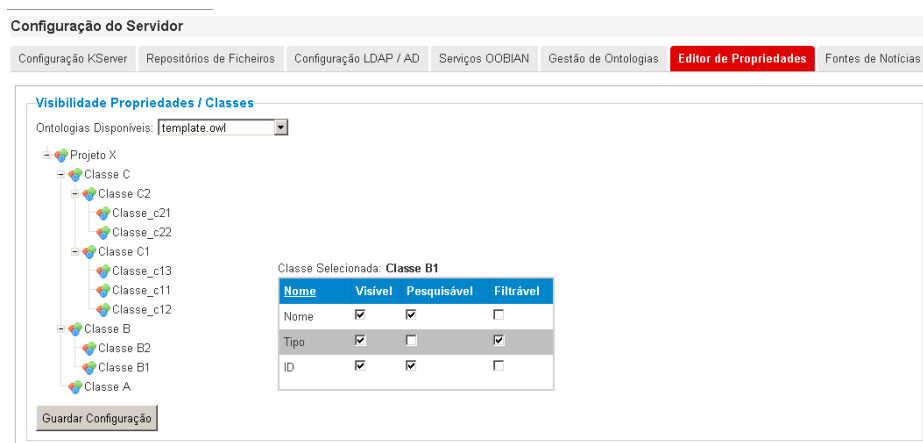 Configuração do Servidor
Configuração KServer Repositórios de Ficheiros Configuração LDAP / AD Serviços OOBIAN Gestão de Ontologias Editor de Propriedades Fontes de Notícias
Visibilidade Propriedades / Classes
Ontologias Disponíveis: template.owl
Projeto X
Classe C
Classe C2
Classe_c21
Classe_c22
Classe C1
Classe_c13
Classe_c11
Classe_c12
Classe B
Classe B2
Classe B1
Classe A
Classe Selecionada: Classe B1
Nome Visível Pesquisável Filtrável
Nome
Tipo
ID
Guardar Configuração